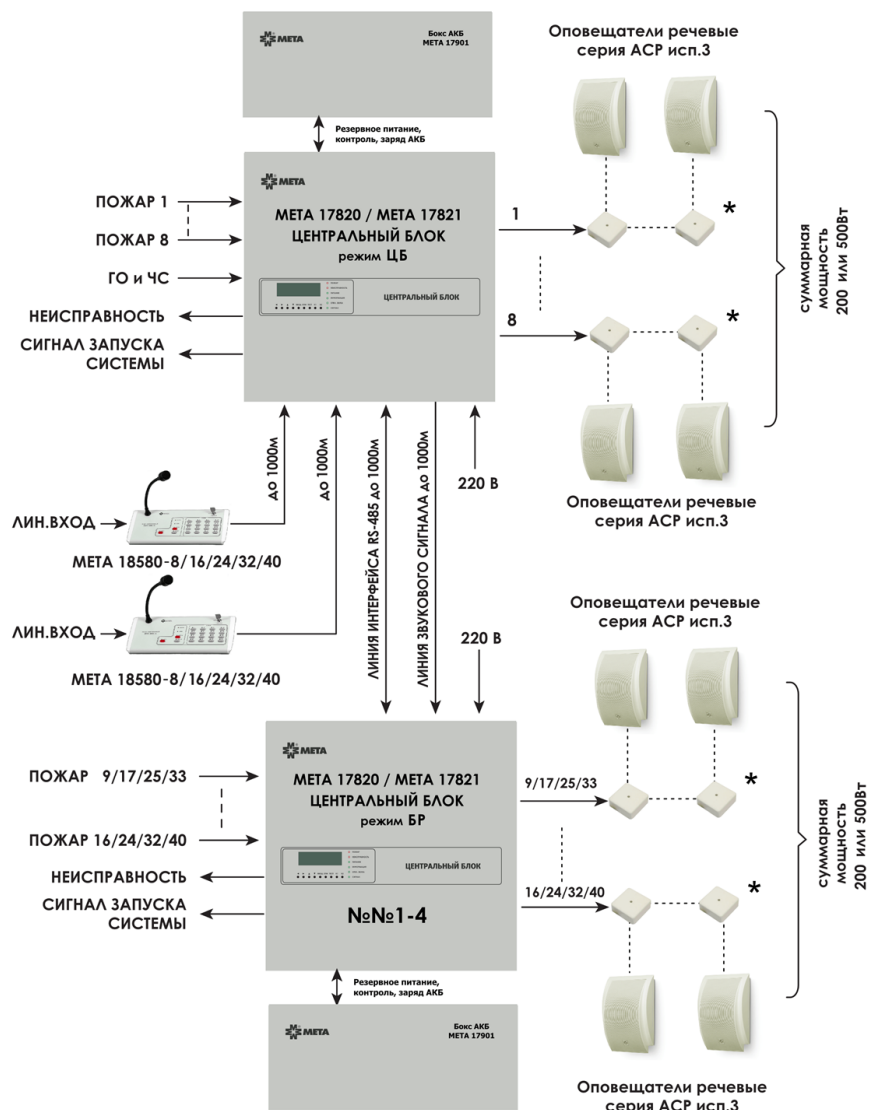 МЕТА
Бокс АКБ
МЕТА 17901
Оповещатели речевые
серия АСР исп.3
Резервное питание,
контроль, заряд АКБ
МЕТА
МЕТА 17820 / МЕТА 17821
ЦЕНТРАЛЬНЫЙ БЛОК
режим ЦБ
ЦЕНТРАЛЬНЫЙ БЛОК
ПОЖАР 1
ПОЖАР 8
ГО и ЧС
НЕИСПРАВНОСТЬ
СИГНАЛ ЗАПУСКА
СИСТЕМЫ
1
8
*
*
суммарная
мощность
200 или 500Вт
Оповещатели речевые
серия АСР исп.3
до 1000м
до 1000м
ЛИНИЯ ИНТЕРФЕЙСА RS-485 до 1000м
ЛИНИЯ ЗВУКОВОГО СИГНАЛА до 1000м
220 В
ЛИН.ВХОД
МЕТА 18580-8/16/24/32/40
ЛИН.ВХОД
МЕТА 18580-8/16/24/32/40
220 В
Оповещатели речевые
серия АСР исп.3
МЕТА
МЕТА 17820 / МЕТА 17821
ЦЕНТРАЛЬНЫЙ БЛОК
режим БР
ЦЕНТРАЛЬНЫЙ БЛОК
№№1-4
ПОЖАР 9/17/25/33
ПОЖАР 16/24/32/40
НЕИСПРАВНОСТЬ
СИГНАЛ ЗАПУСКА
СИСТЕМЫ
9/17/25/33
16/24/32/40
*
*
суммарная
мощность
200 или 500Вт
Резервное питание,
контроль, заряд АКБ
МЕТА
Бокс АКБ
МЕТА 17901
Оповещатели речевые
серия АСР исп.3